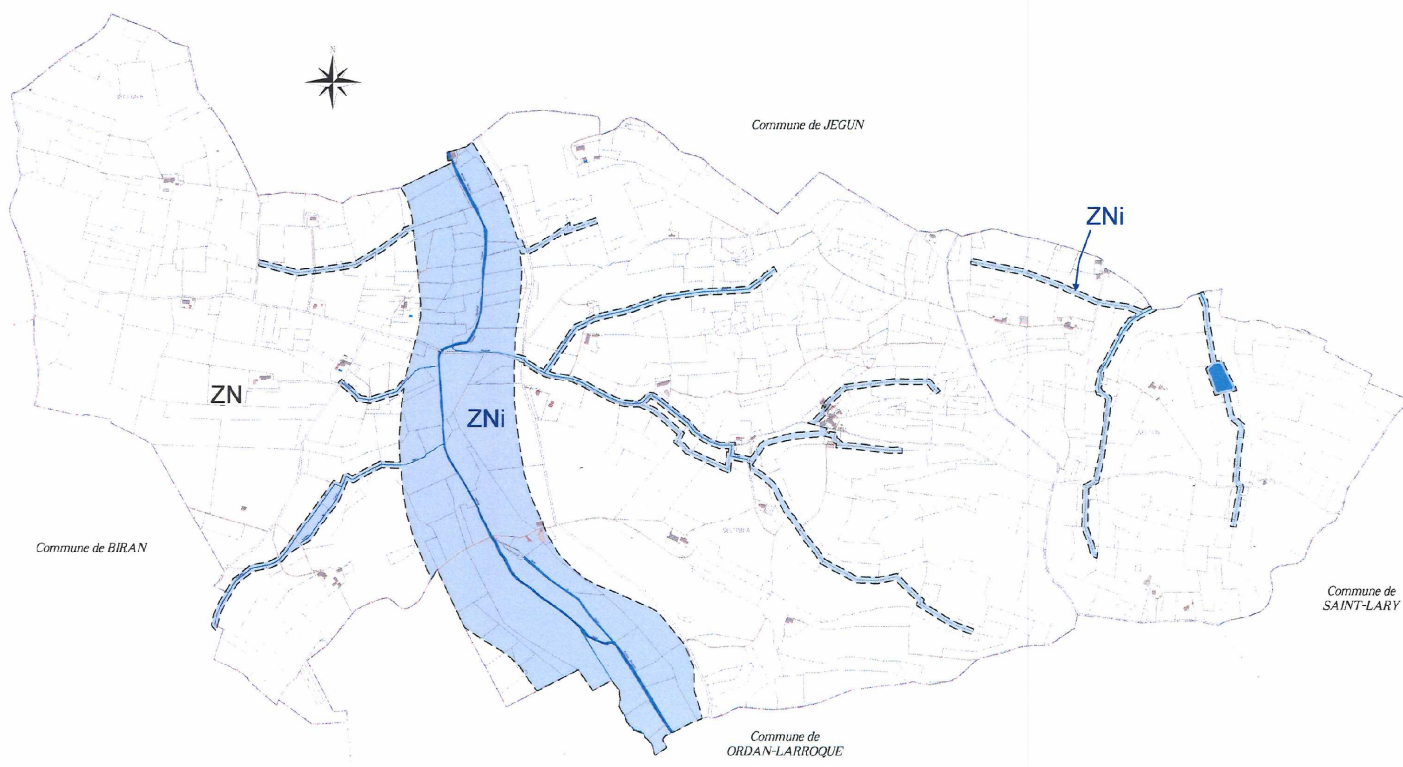 N
Commune de JEGUN
ZNi
ZN
ZNi
Commune de BIRAN
Commune de
SAINT-LARY
Commune de
ORDAN-LARROQUE